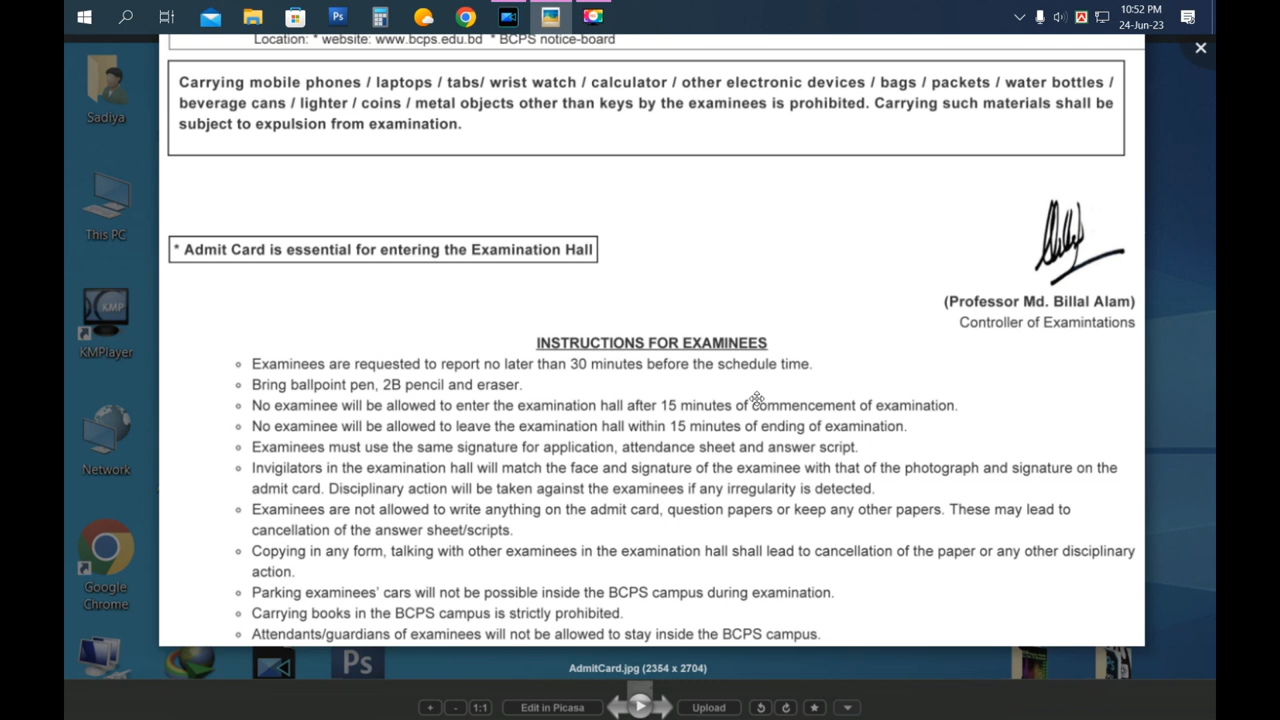 10:52 PM
24-Jun-23
Ps
Location: * website: www.bcps.edu.bd * BCPS notice-board
Carrying mobile phones / laptops / tabs/ wrist watch / calculator / other electronic devices / bags / packets / water bottles /
beverage cans / lighter / coins / metal objects other than keys by the examinees is prohibited. Carrying such materials shall be
subject to expulsion from examination.
Sadiya
This PC
* Admit Card is essential for entering the Examination Hall
(Professor Md. Billal Alam)
Controller of Examintations
KMP
KMPlayer
INSTRUCTIONS FOR EXAMINEES
Examinees are requested to report no later than 30 minutes before the schedule time.
Bring ballpoint pen, 2B pencil and eraser.
No examinee will be allowed to enter the examination hall after 15 minutes of commencement of examination.
No examinee will be allowed to leave the examination hall within 15 minutes of ending of examination.
Examinees must use the same signature for application, attendance sheet and answer script.
Invigilators in the examination hall will match the face and signature of the examinee with that of the photograph and signature on the
admit card. Disciplinary action will be taken against the examinees if any irregularity is detected.
Examinees are not allowed to write anything on the admit card, question papers or keep any other papers. These may lead to
cancellation of the answer sheet/scripts.
Copying in any form, talking with other examinees in the examination hall shall lead to cancellation of the paper or any other disciplinary
action.
Parking examinees' cars will not be possible inside the BCPS campus during examination.
Carrying books in the BCPS campus is strictly prohibited.
Attendants/guardians of examinees will not be allowed to stay inside the BCPS campus.
Network
Google
Chrome
Ps
AdmitCard.jpg (2354 x 2704)
+ - 1:1 Edit in Picasa Upload